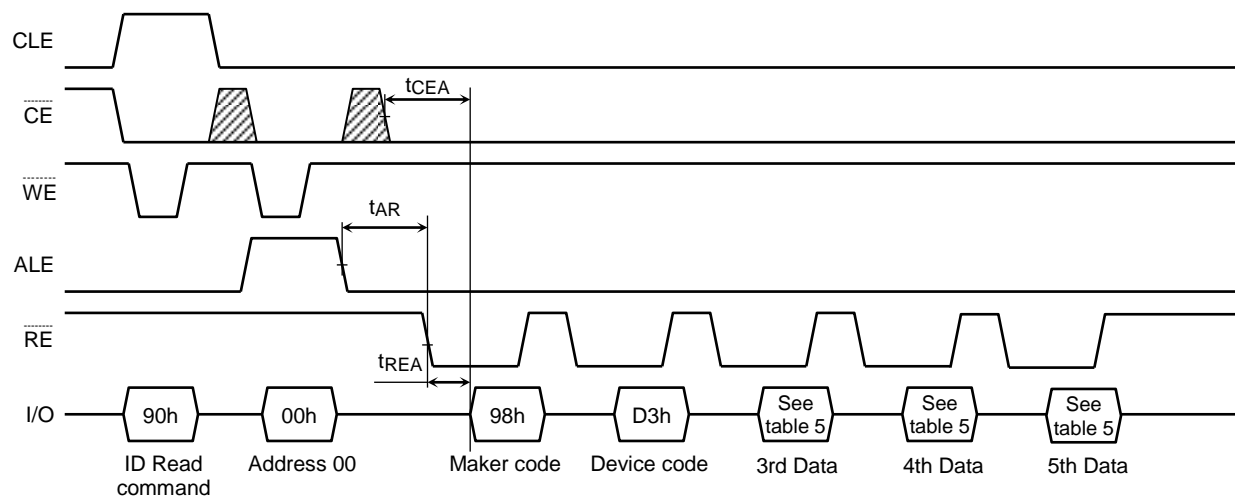 CLE
tCEA
CE
WE
tAR
ALE
RE
tREA
I/O
90h
00h
98h
D3h
See
table 5
See
table 5
See
table 5
ID Read
command
Address 00
Maker code
Device code
3rd Data
4th Data
5th Data